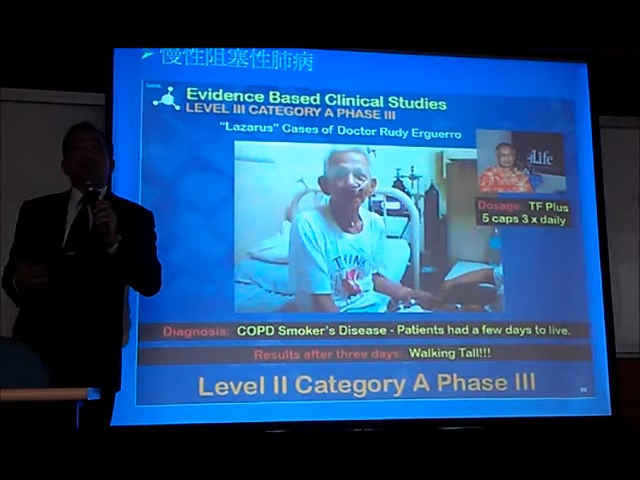 慢性阻塞性肺病
Evidence Based Clinical Studies
LEVEL III CATEGORY A PHASE III
"Lazarus" Cases of Doctor Rudy Erguerro
iLife
Dosage: TF Plus
5 caps 3 x daily
THINK
Diagnosis: COPD Smoker's Disease - Patients had a few days to live.
Results after three days: Walking Tall!!!
Level II Category A Phase III